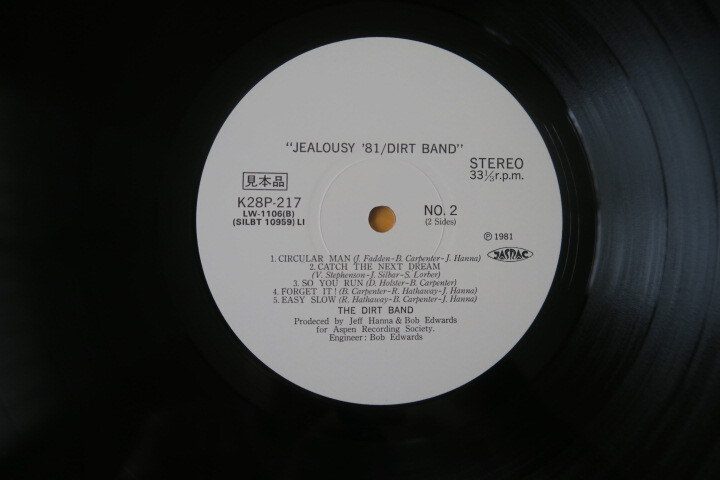 "JEALOUSY '81/DIRT BAND"
見本品
K28P-217
LW-1106(B)
(SILBT 10959) LI
STEREO
33⅓r.p.m.
NO. 2
(2 Sides)
Ⓟ 1981
JASRAC
1. CIRCULAR MAN (J. Fadden-B. Carpenter-J. Hanna)
2. CATCH THE NEXT DREAM
(V. Stephenson-J. Silbar-S. Lorber)
3. SO YOU RUN (D. Holster-B. Carpenter)
4. FORGET IT! (B. Carpenter-R. Hathaway-J. Hanna)
5. EASY SLOW (R. Hathaway-B. Carpenter-J. Hanna)
THE DIRT BAND
Produced by Jeff Hanna & Bob Edwards
for Aspen Recording Society.
Engineer: Bob Edwards